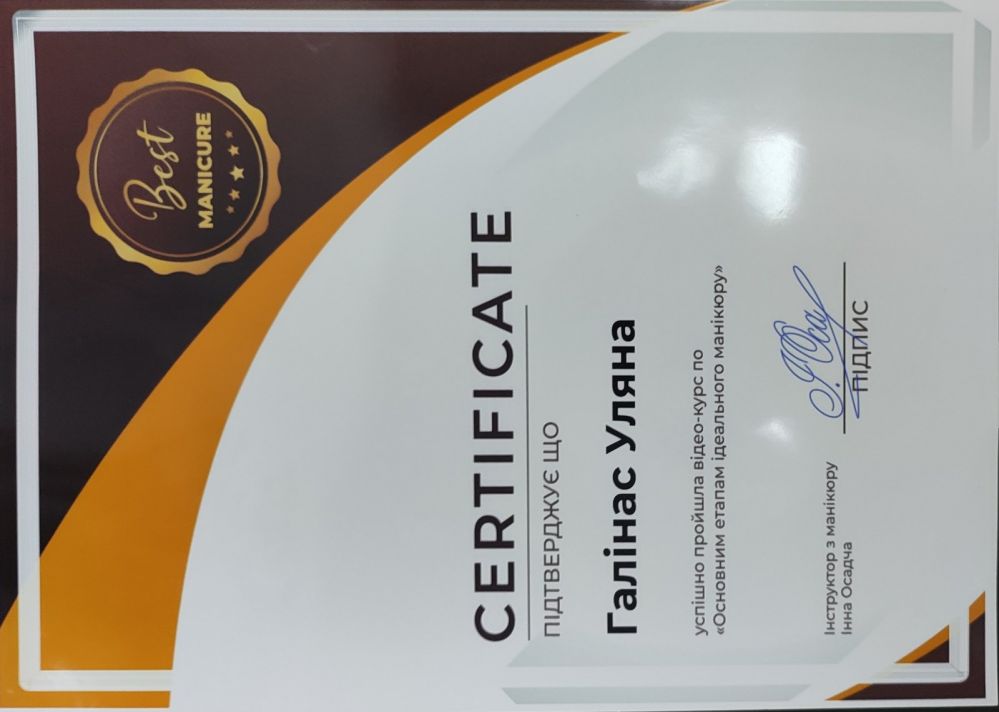 Best
MANICURE
CERTIFICATE
ПІДТВЕРДЖУЄ ЩО
Галінас Уляна
успішно пройшла відео-курс по
«Основним етапам ідеального манікюру»
Інструктор з манікюру
Інна Осадча
ПІДПИС